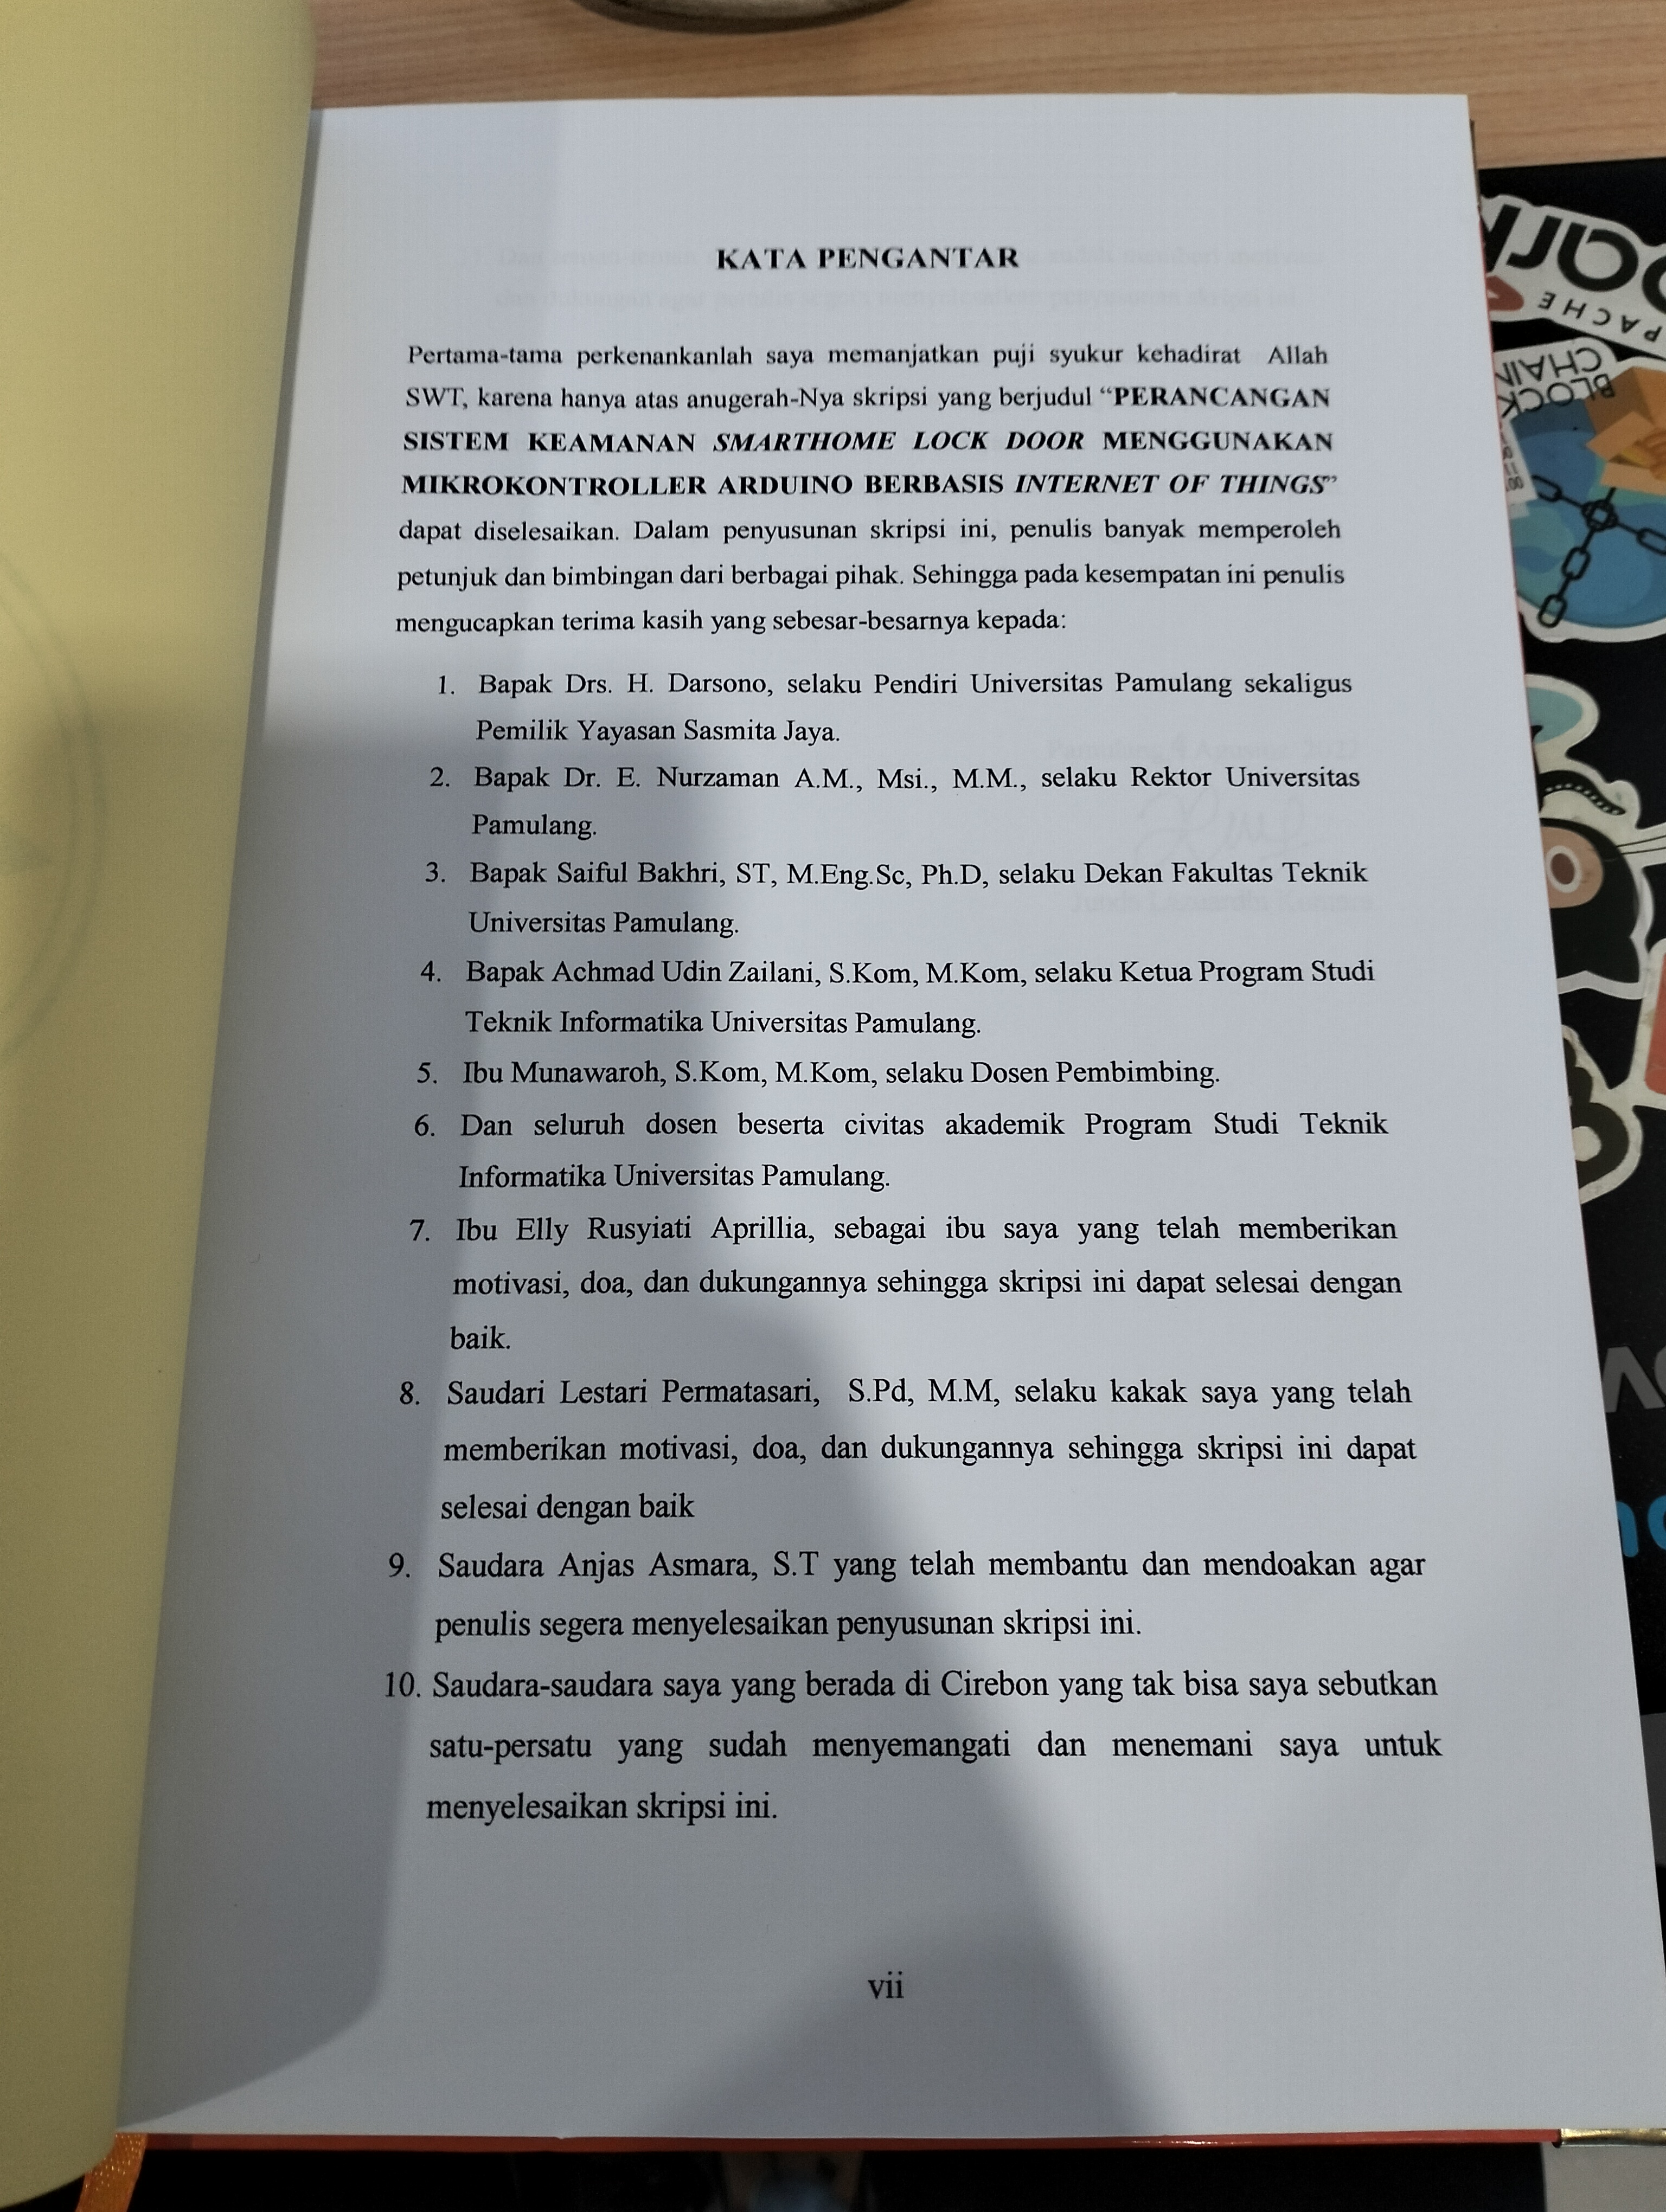 KATA PENGANTAR
Pertama-tama perkenankanlah saya memanjatkan puji syukur kehadirat Allah
SWT, karena hanya atas anugerah-Nya skripsi yang berjudul “PERANCANGAN
SISTEM KEAMANAN SMARTHOME LOCK DOOR MENGGUNAKAN
MIKROKONTROLLER ARDUINO BERBASIS INTERNET OF THINGS”
dapat diselesaikan. Dalam penyusunan skripsi ini, penulis banyak memperoleh
petunjuk dan bimbingan dari berbagai pihak. Sehingga pada kesempatan ini penulis
mengucapkan terima kasih yang sebesar-besarnya kepada:
1. Bapak Drs. H. Darsono, selaku Pendiri Universitas Pamulang sekaligus
Pemilik Yayasan Sasmita Jaya.
2. Bapak Dr. E. Nurzaman A.M., Msi., M.M., selaku Rektor Universitas
Pamulang.
3. Bapak Saiful Bakhri, ST, M.Eng.Sc, Ph.D, selaku Dekan Fakultas Teknik
Universitas Pamulang.
4. Bapak Achmad Udin Zailani, S.Kom, M.Kom, selaku Ketua Program Studi
Teknik Informatika Universitas Pamulang.
5. Ibu Munawaroh, S.Kom, M.Kom, selaku Dosen Pembimbing.
6. Dan seluruh dosen beserta civitas akademik Program Studi Teknik
Informatika Universitas Pamulang.
7. Ibu Elly Rusyiati Aprillia, sebagai ibu saya yang telah memberikan
motivasi, doa, dan dukungannya sehingga skripsi ini dapat selesai dengan
baik.
8. Saudari Lestari Permatasari, S.Pd, M.M, selaku kakak saya yang telah
memberikan motivasi, doa, dan dukungannya sehingga skripsi ini dapat
selesai dengan baik
9. Saudara Anjas Asmara, S.T yang telah membantu dan mendoakan agar
penulis segera menyelesaikan penyusunan skripsi ini.
10. Saudara-saudara saya yang berada di Cirebon yang tak bisa saya sebutkan
satu-persatu yang sudah menyemangati dan menemani saya untuk
menyelesaikan skripsi ini.
vii
BLOCK
CHAIN